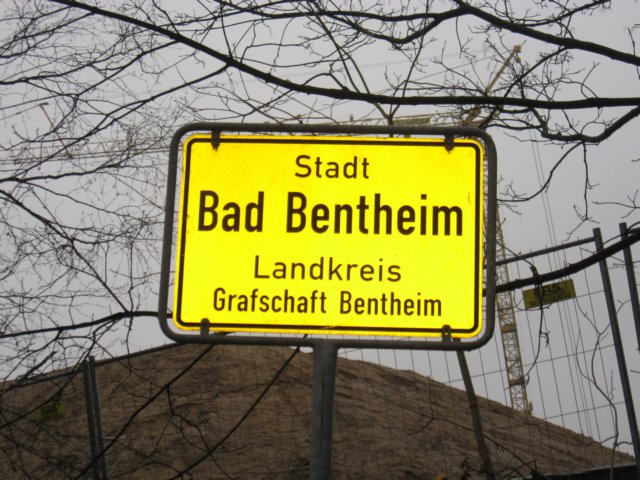 Stadt
Bad Bentheim
Landkreis
Grafschaft Bentheim